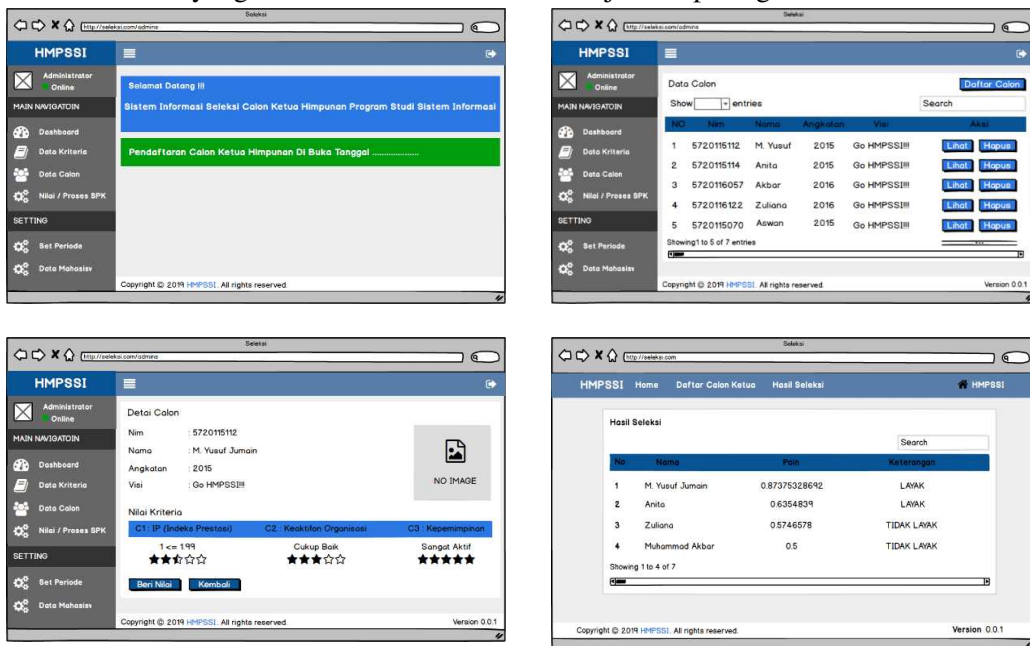 Seleksi
http://seleksi.com/admins
HMPSSI
Administrator
Online
MAIN NAVIGATOIN
Dashboard
Data Kriteria
Data Calon
Nilai / Proses SPK
SETTING
Set Periode
Data Mahasisv
Selamat Datang !!!
Sistem Informasi Seleksi Calon Ketua Himpunan Program Studi Sistem Informasi
Pendaftaran Calon Ketua Himpunan Di Buka Tanggal ...................
Copyright © 2019 HMPSSI. All rights reserved
Seleksi
http://seleksi.com/admins
HMPSSI
Administrator
Online
MAIN NAVIGATOIN
Dashboard
Data Kriteria
Data Calon
Nilai / Proses SPK
SETTING
Set Periode
Data Mahasisv
Data Calon Daftar Calon
Show entries Search
NO Nim Nama Angkatan Visi Aksi
1 5720115112 M. Yusuf 2015 Go HMPSSI!!! Lihat Hapus
2 5720115114 Anita 2015 Go HMPSSI!!! Lihat Hapus
3 5720116057 Akbar 2016 Go HMPSSI!!! Lihat Hapus
4 5720116122 Zuliana 2016 Go HMPSSI!!! Lihat Hapus
5 5720115070 Aswan 2015 Go HMPSSI!!! Lihat Hapus
Showing1 to 5 of 7 entries
Copyright © 2019 HMPSSI. All rights reserved. Version 0.0.1
Seleksi
http://seleksi.com/admins
HMPSSI
Administrator
Online
MAIN NAVIGATOIN
Dashboard
Data Kriteria
Data Calon
Nilai / Proses SPK
SETTING
Set Periode
Data Mahasisv
Detai Calon
Nim : 5720115112
Nama : M. Yusuf Jumain
Angkatan : 2015
Visi : Go HMPSSI!!!
NO IMAGE
Nilai Kriteria
C1 : IP (Indeks Prestasi) C2 : Keaktifan Organisasi C3 : Kepemimpinan
1 <= 1.99 Cukup Baik Sangat Aktif
Beri Nilai Kembali
Copyright © 2019 HMPSSI. All rights reserved. Version 0.0.1
Seleksi
http://seleksi.com
HMPSSI Home Daftar Calon Ketua Hasil Seleksi HMPSSI
Hasil Seleksi
Search
No Nama Poin Keterangan
1 M. Yusuf Jumain 0.87375328692 LAYAK
2 Anita 0.6354839 LAYAK
3 Zuliana 0.5746578 TIDAK LAYAK
4 Muhammad Akbar 0.5 TIDAK LAYAK
Showing 1 to 4 of 7
Copyright © 2019 HMPSSI. All rights reserved. Version 0.0.1